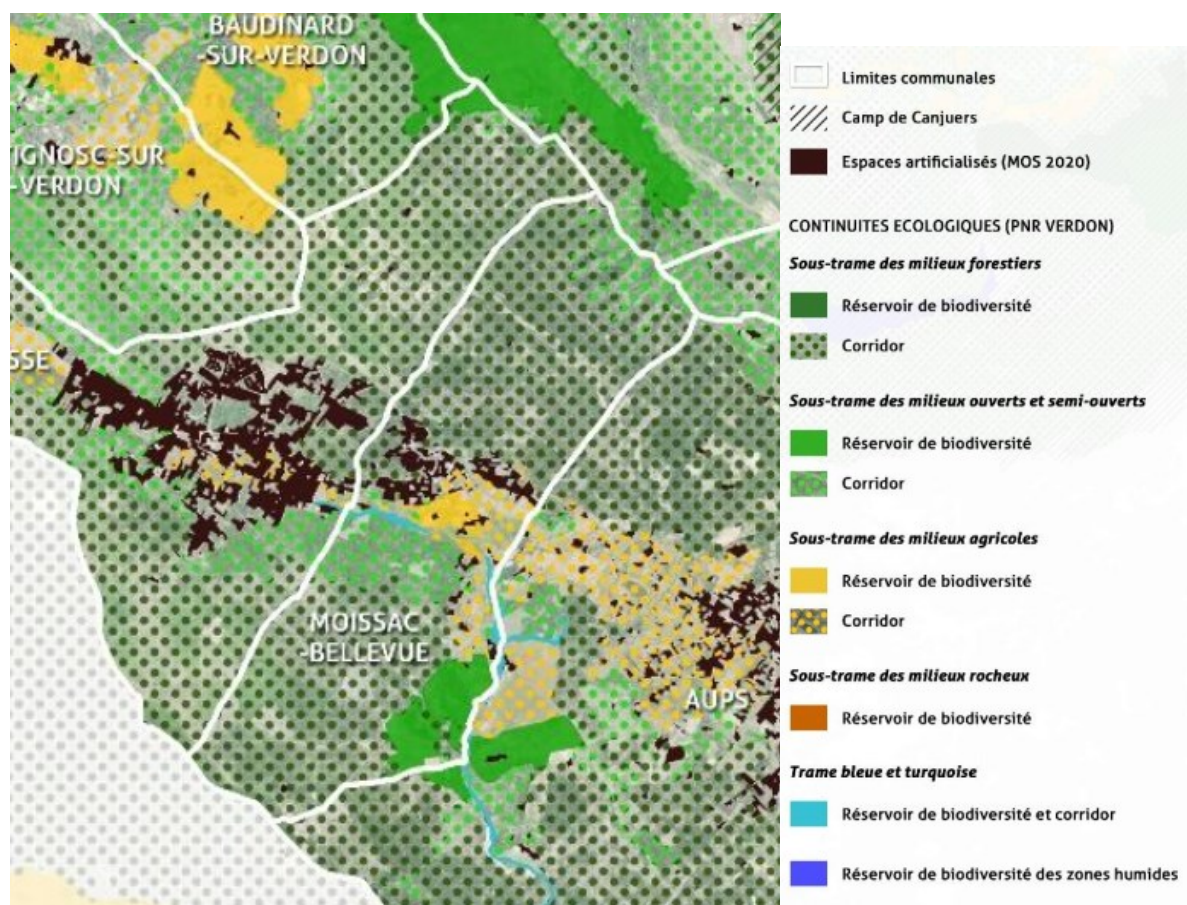 BAUDINARD
-SUR-VERDON
IGNOSC-SUR
-VERDON
SSE
MOISSAC
-BELLEVUE
AUPS
Limites communales
Camp de Canjuers
Espaces artificialisés (MOS 2020)
CONTINUITES ECOLOGIQUES (PNR VERDON)
Sous-trame des milieux forestiers
Réservoir de biodiversité
Corridor
Sous-trame des milieux ouverts et semi-ouverts
Réservoir de biodiversité
Corridor
Sous-trame des milieux agricoles
Réservoir de biodiversité
Corridor
Sous-trame des milieux rocheux
Réservoir de biodiversité
Trame bleue et turquoise
Réservoir de biodiversité et corridor
Réservoir de biodiversité des zones humides